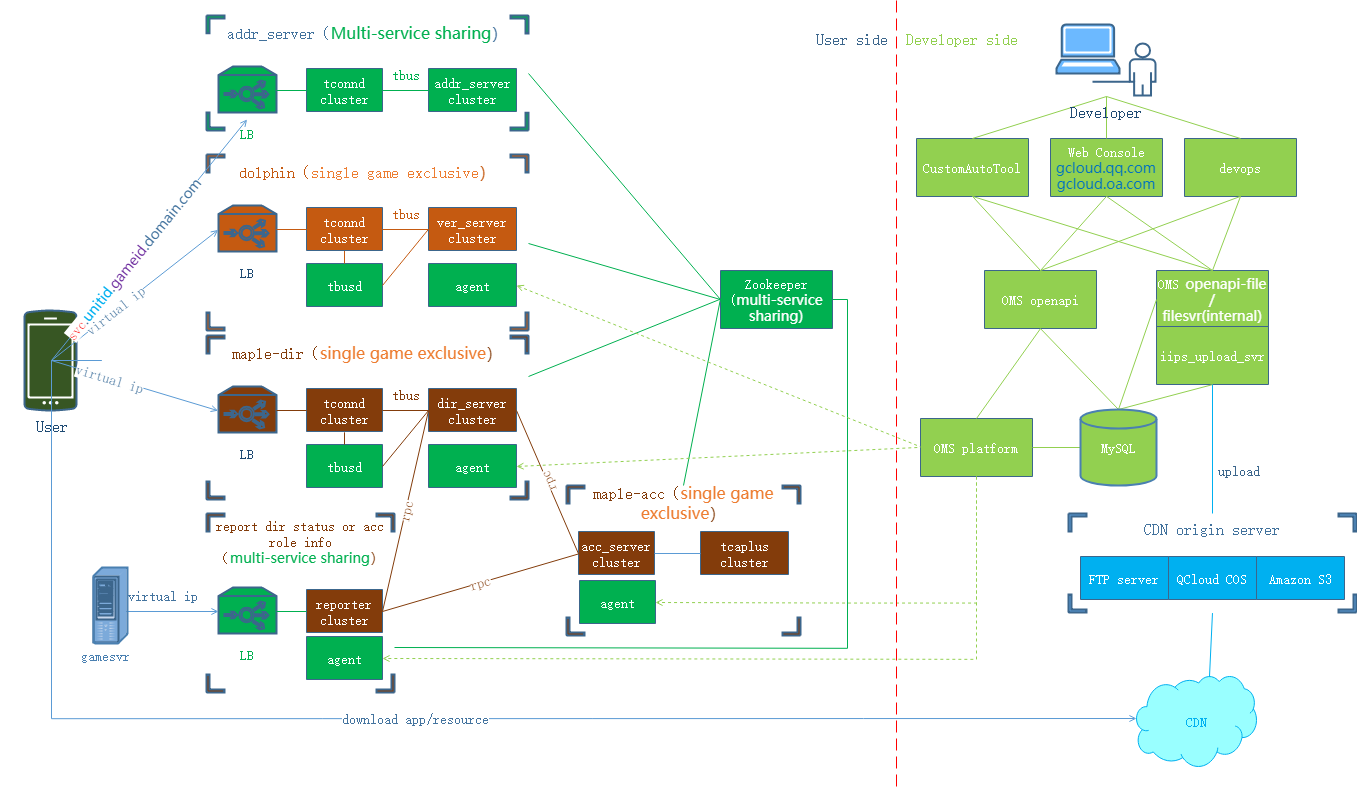 addr_server (Multi-service sharing)
User side
Developer side
tconnd
cluster
tbus
addr_server
cluster
LB
Developer
CustomAutoTool
Web Console
gcloud.qq.com
gcloud.oa.com
devops
dolphin (single game exclusive)
svc.unitid.gameid.domain.com
virtual ip
tconnd
cluster
tbus
ver_server
cluster
LB
tbusd
agent
Zookeeper
(multi-service
sharing)
OMS openapi
OMS openapi-file
/
filesvr(internal)
iips_upload_svr
maple-dir (single game exclusive)
virtual ip
User
tconnd
cluster
tbus
dir_server
cluster
LB
tbusd
agent
rpc
rpc
OMS platform
MySQL
upload
maple-acc (single game
exclusive)
acc_server
cluster
tcaplus
cluster
agent
report dir status or acc
role info
(multi-service sharing)
virtual ip
gamesvr
reporter
cluster
rpc
LB
agent
CDN origin server
FTP server
QCloud COS
Amazon S3
download app/resource
CDN